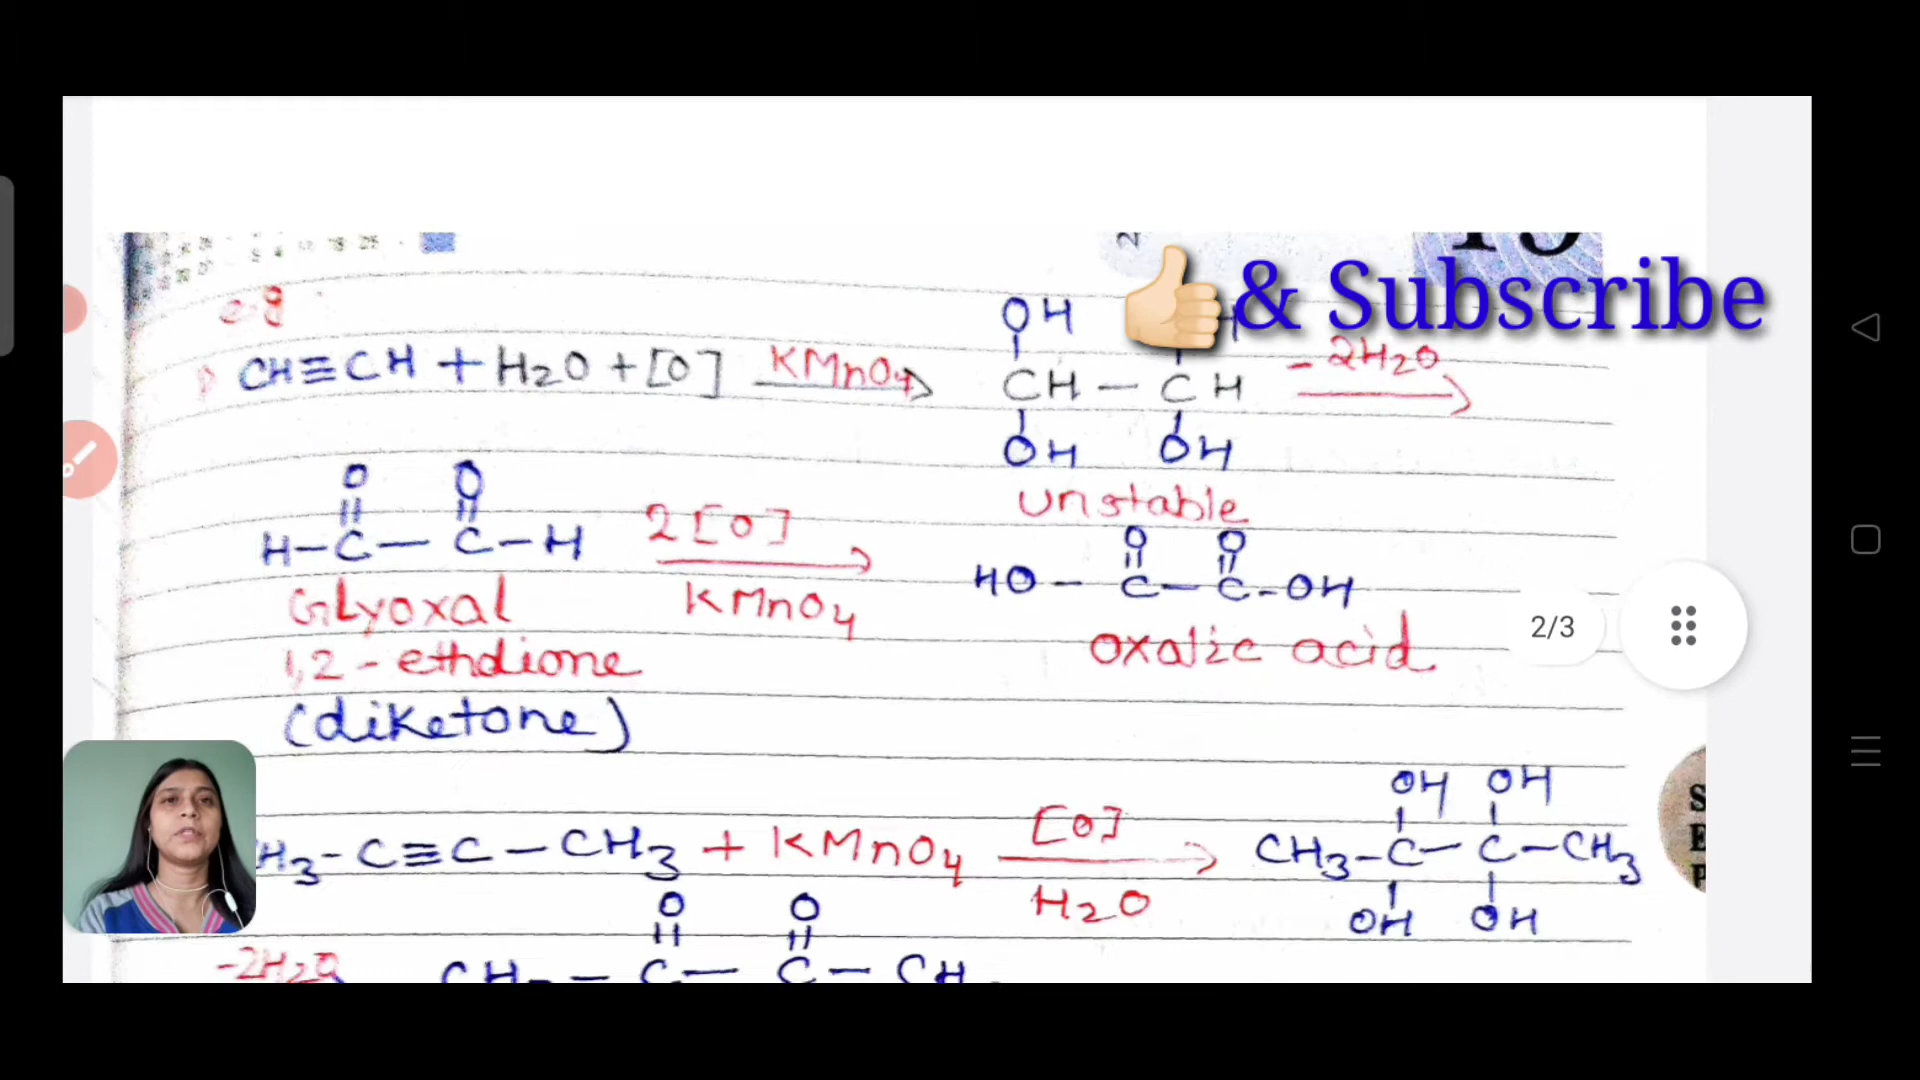 & Subscribe
e.g
CH≡CH + H2O + [O] KMnO4 → OH
CH — CH -2H2O →
OH OH
unstable
O O
H–C — C–H 2[O] → KMnO4
HO – C – C – OH
Glyoxal
oxalic acid
2/3
1,2 - ethdione
(diketone)
OH OH
H3 - C≡C – CH3 + KMnO4 [O] → H2O
CH3–C – C–CH3
OH OH
O O
-2H2O
C — C —